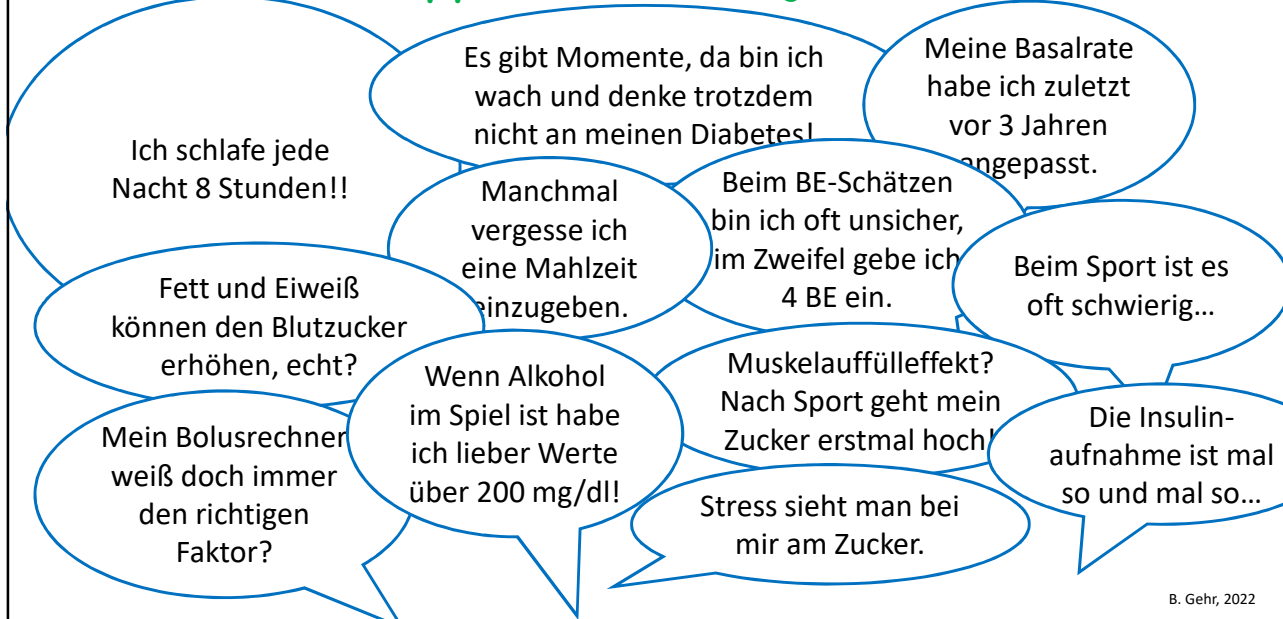 Ich schlafe jede
Nacht 8 Stunden!!
Es gibt Momente, da bin ich
wach und denke trotzdem
nicht an meinen Diabetes!
Meine Basalrate
habe ich zuletzt
vor 3 Jahren
angepasst.
Manchmal
vergesse ich
eine Mahlzeit
einzugeben.
Beim BE-Schätzen
bin ich oft unsicher,
im Zweifel gebe ich
4 BE ein.
Beim Sport ist es
oft schwierig…
Fett und Eiweiß
können den Blutzucker
erhöhen, echt?
Wenn Alkohol
im Spiel ist habe
ich lieber Werte
über 200 mg/dl!
Muskelauffülleffekt?
Nach Sport geht mein
Zucker erstmal hoch!
Die Insulin-
aufnahme ist mal
so und mal so…
Mein Bolusrechner
weiß doch immer
den richtigen
Faktor?
Stress sieht man bei
mir am Zucker.
B. Gehr, 2022